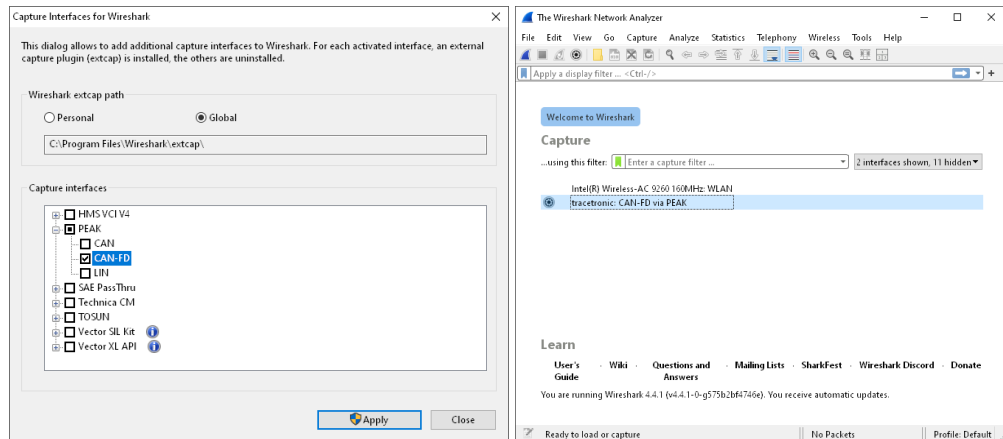 Capture Interfaces for Wireshark
This dialog allows to add additional capture interfaces to Wireshark. For each activated interface, an external
capture plugin (extcap) is installed, the others are uninstalled.
Wireshark extcap path
Personal
Global
C:\Program Files\Wireshark\extcap\
Capture interfaces
HMS VCI V4
PEAK
CAN
CAN-FD
LIN
SAE PassThru
Technica CM
TOSUN
Vector SIL Kit
Vector XL API
Apply
Close
The Wireshark Network Analyzer
File Edit View Go Capture Analyze Statistics Telephony Wireless Tools Help
Apply a display filter ... <Ctrl-/>
Welcome to Wireshark
Capture
...using this filter: Enter a capture filter ... 2 interfaces shown, 11 hidden
Intel(R) Wireless-AC 9260 160MHz: WLAN
tracetronic: CAN-FD via PEAK
Learn
User's Guide · Wiki · Questions and Answers · Mailing Lists · SharkFest · Wireshark Discord · Donate
You are running Wireshark 4.4.1 (v4.4.1-0-g575b2bf4746e). You receive automatic updates.
Ready to load or capture
No Packets
Profile: Default